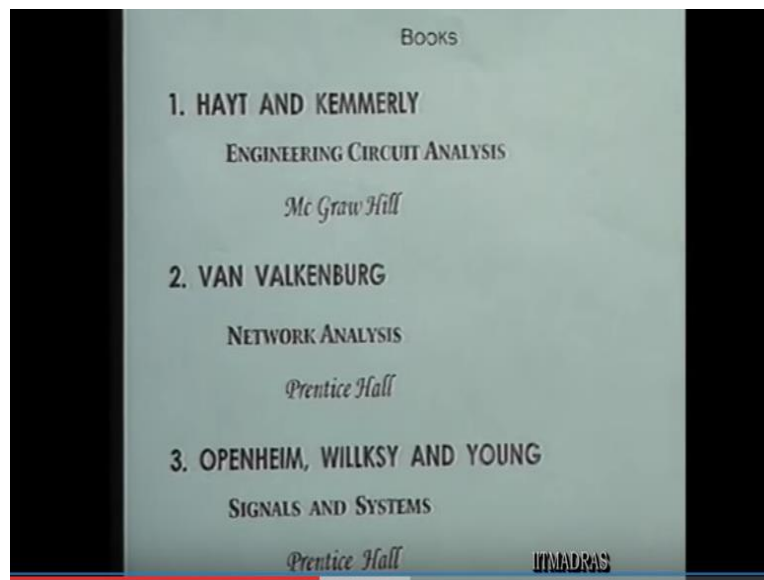 Books
1. HAYT AND KEMMERLY
ENGINEERING CIRCUIT ANALYSIS
Mc Graw Hill
2. VAN VALKENBURG
NETWORK ANALYSIS
Prentice Hall
3. OPENHEIM, WILLKSY AND YOUNG
SIGNALS AND SYSTEMS
Prentice Hall
IITMADRAS